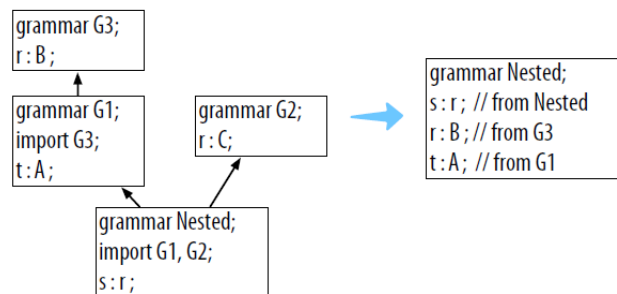 grammar G3;
r : B ;
grammar G1;
import G3;
t : A ;
grammar G2;
r : C;
grammar Nested;
import G1, G2;
s : r ;
grammar Nested;
s : r ; // from Nested
r : B ; // from G3
t : A ; // from G1